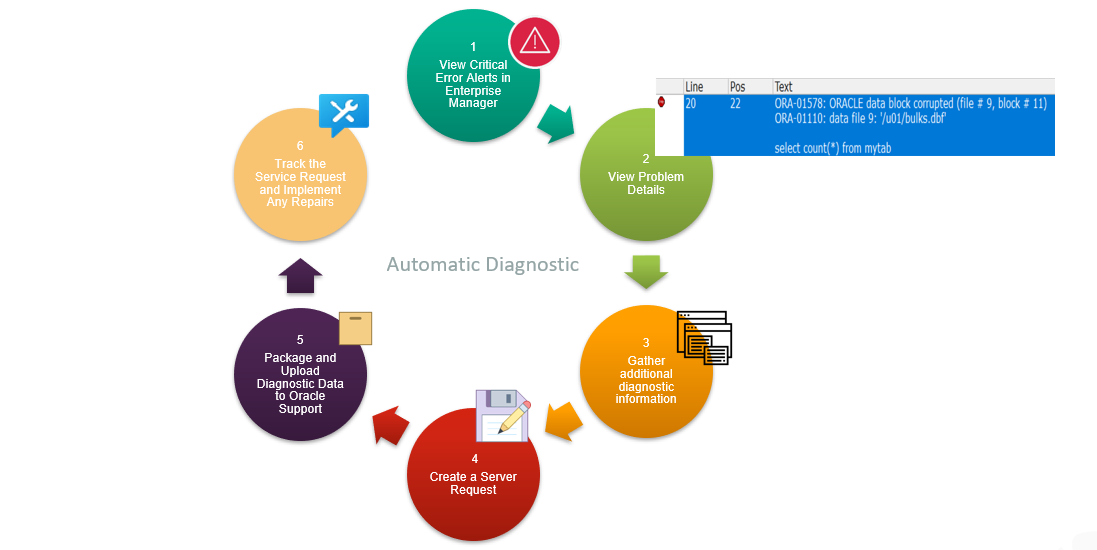 1
View Critical
Error Alerts in
Enterprise
Manager
Line Pos Text
20 22 ORA-01578: ORACLE data block corrupted (file # 9, block # 11)
ORA-01110: data file 9: '/u01/bulks.dbf'
select count(*) from mytab
2
View Problem
Details
3
Gather
additional
diagnostic
information
4
Create a Server
Request
5
Package and
Upload
Diagnostic Data
to Oracle
Support
6
Track the
Service Request
and Implement
Any Repairs
Automatic Diagnostic